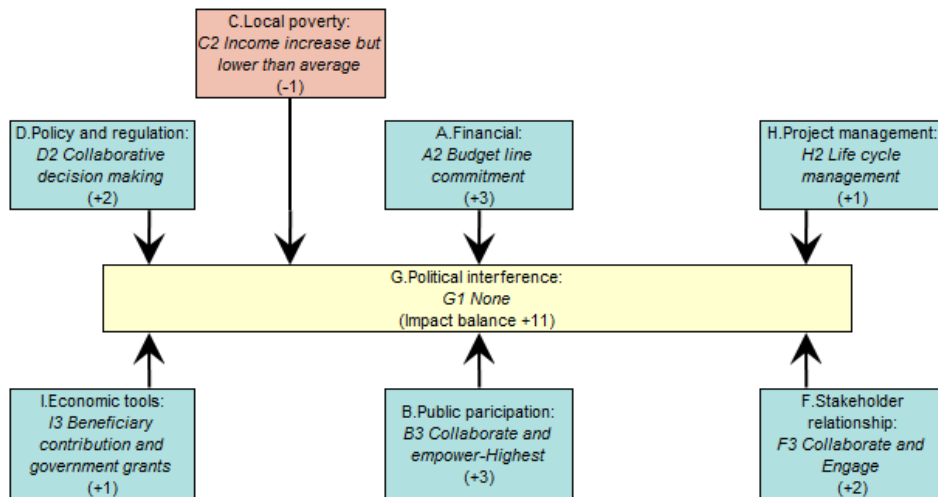 C.Local poverty:
C2 Income increase but
lower than average
(-1)
D.Policy and regulation:
D2 Collaborative
decision making
(+2)
A.Financial:
A2 Budget line
commitment
(+3)
H.Project management:
H2 Life cycle
management
(+1)
G.Political interference:
G1 None
(Impact balance +11)
I.Economic tools:
I3 Beneficiary
contribution and
government grants
(+1)
B.Public paricipation:
B3 Collaborate and
empower-Highest
(+3)
F.Stakeholder
relationship:
F3 Collaborate and
Engage
(+2)